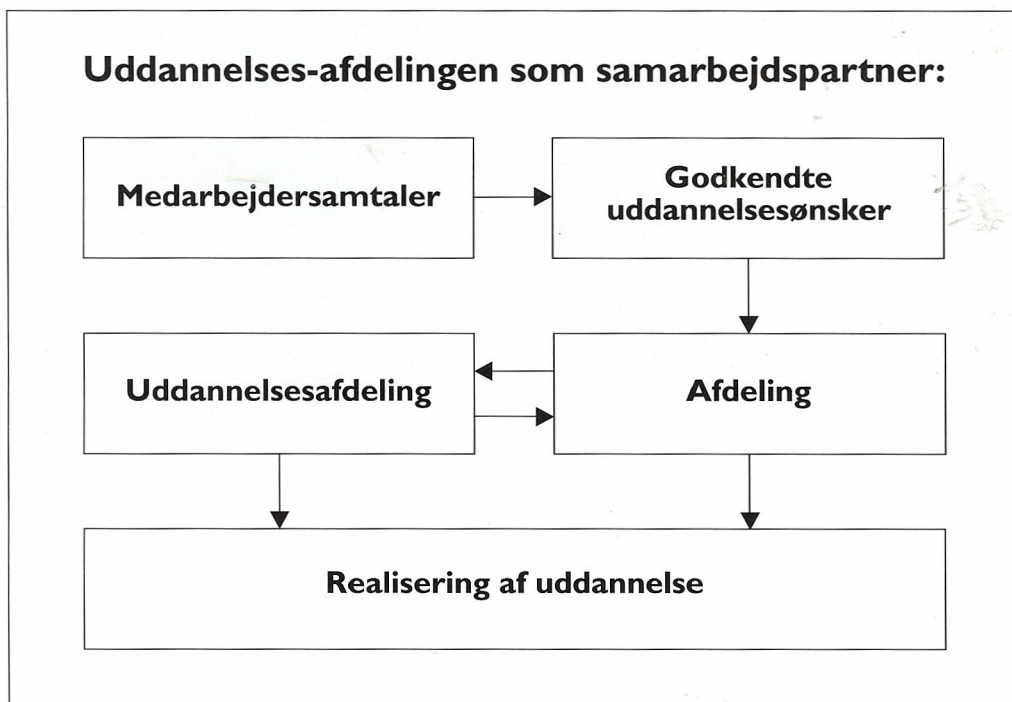 Uddannelses-afdelingen som samarbejdspartner:
Medarbejdersamtaler
Godkendte
uddannelsesønsker
Uddannelsesafdeling
Afdeling
Realisering af uddannelse